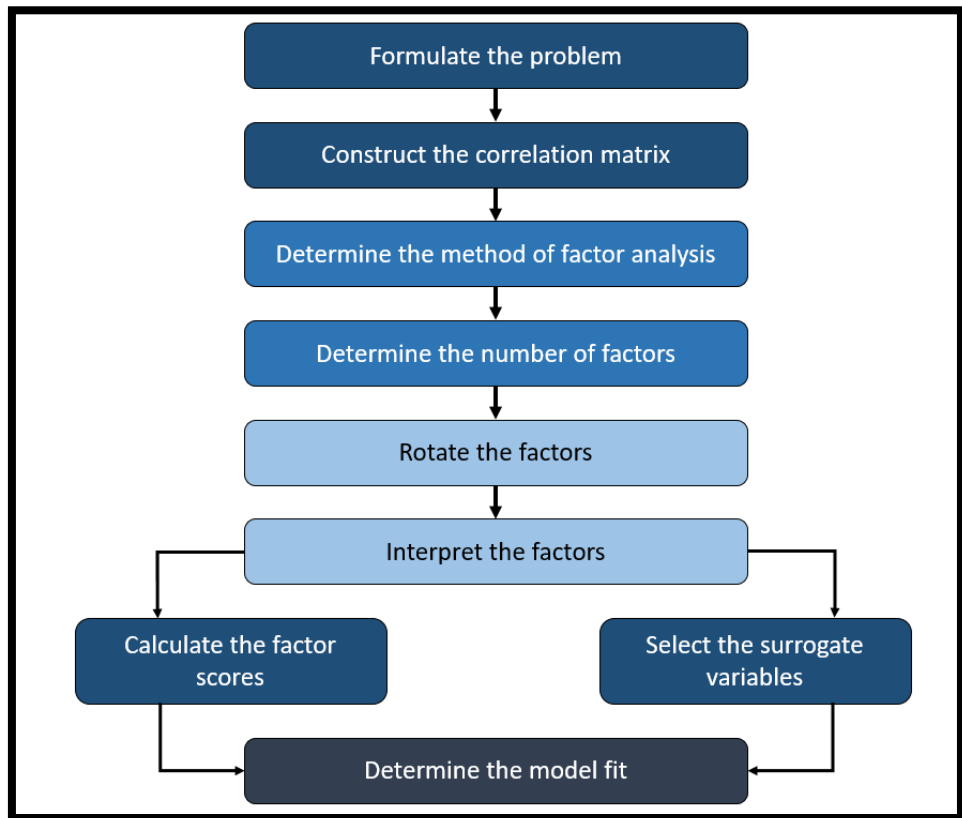 Formulate the problem
Construct the correlation matrix
Determine the method of factor analysis
Determine the number of factors
Rotate the factors
Interpret the factors
Calculate the factor
scores
Select the surrogate
variables
Determine the model fit